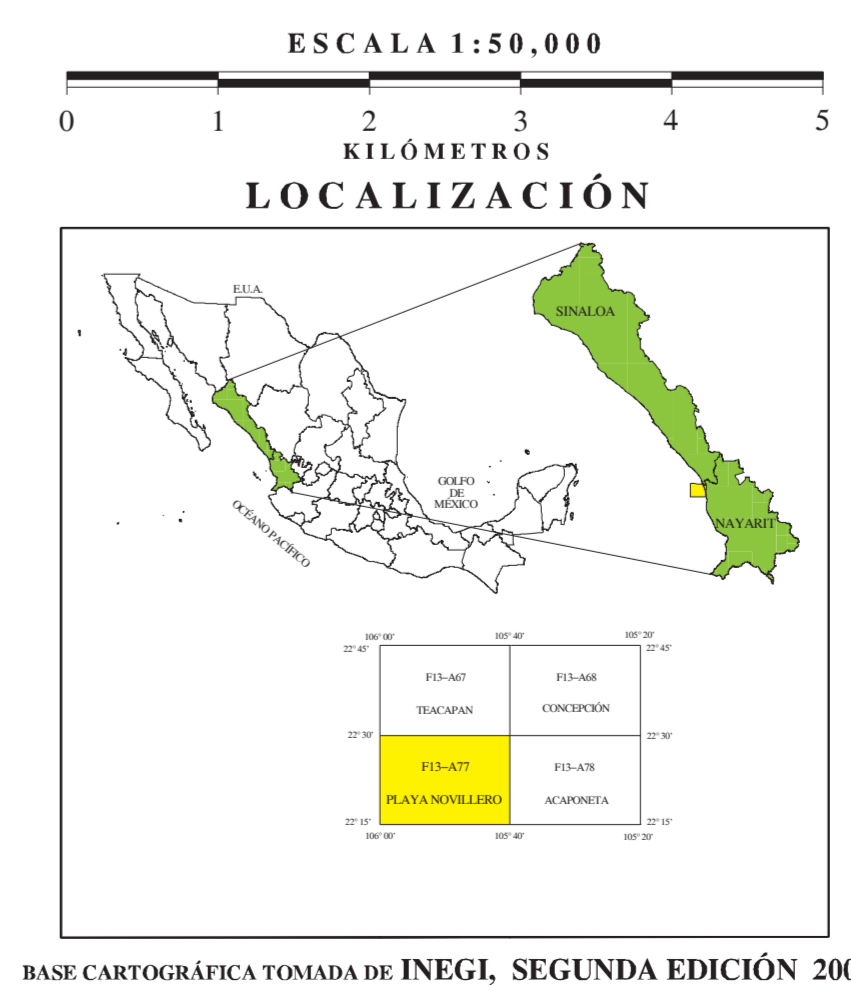 ESCALA 1:50,000
0 1 2 3 4 5
KILÓMETROS
LOCALIZACIÓN
E.U.A.
SINALOA
GOLFO
DE
MÉXICO
OCÉANO PACÍFICO
NAYARIT
106° 00' 105° 40' 105° 20'
22° 45' 22° 45'
F13–A67 F13–A68
TEACAPAN CONCEPCIÓN
22° 30' 22° 30'
F13–A77 F13–A78
PLAYA NOVILLERO ACAPONETA
22° 15' 22° 15'
106° 00' 105° 40' 105° 20'
BASE CARTOGRÁFICA TOMADA DE INEGI, SEGUNDA EDICIÓN